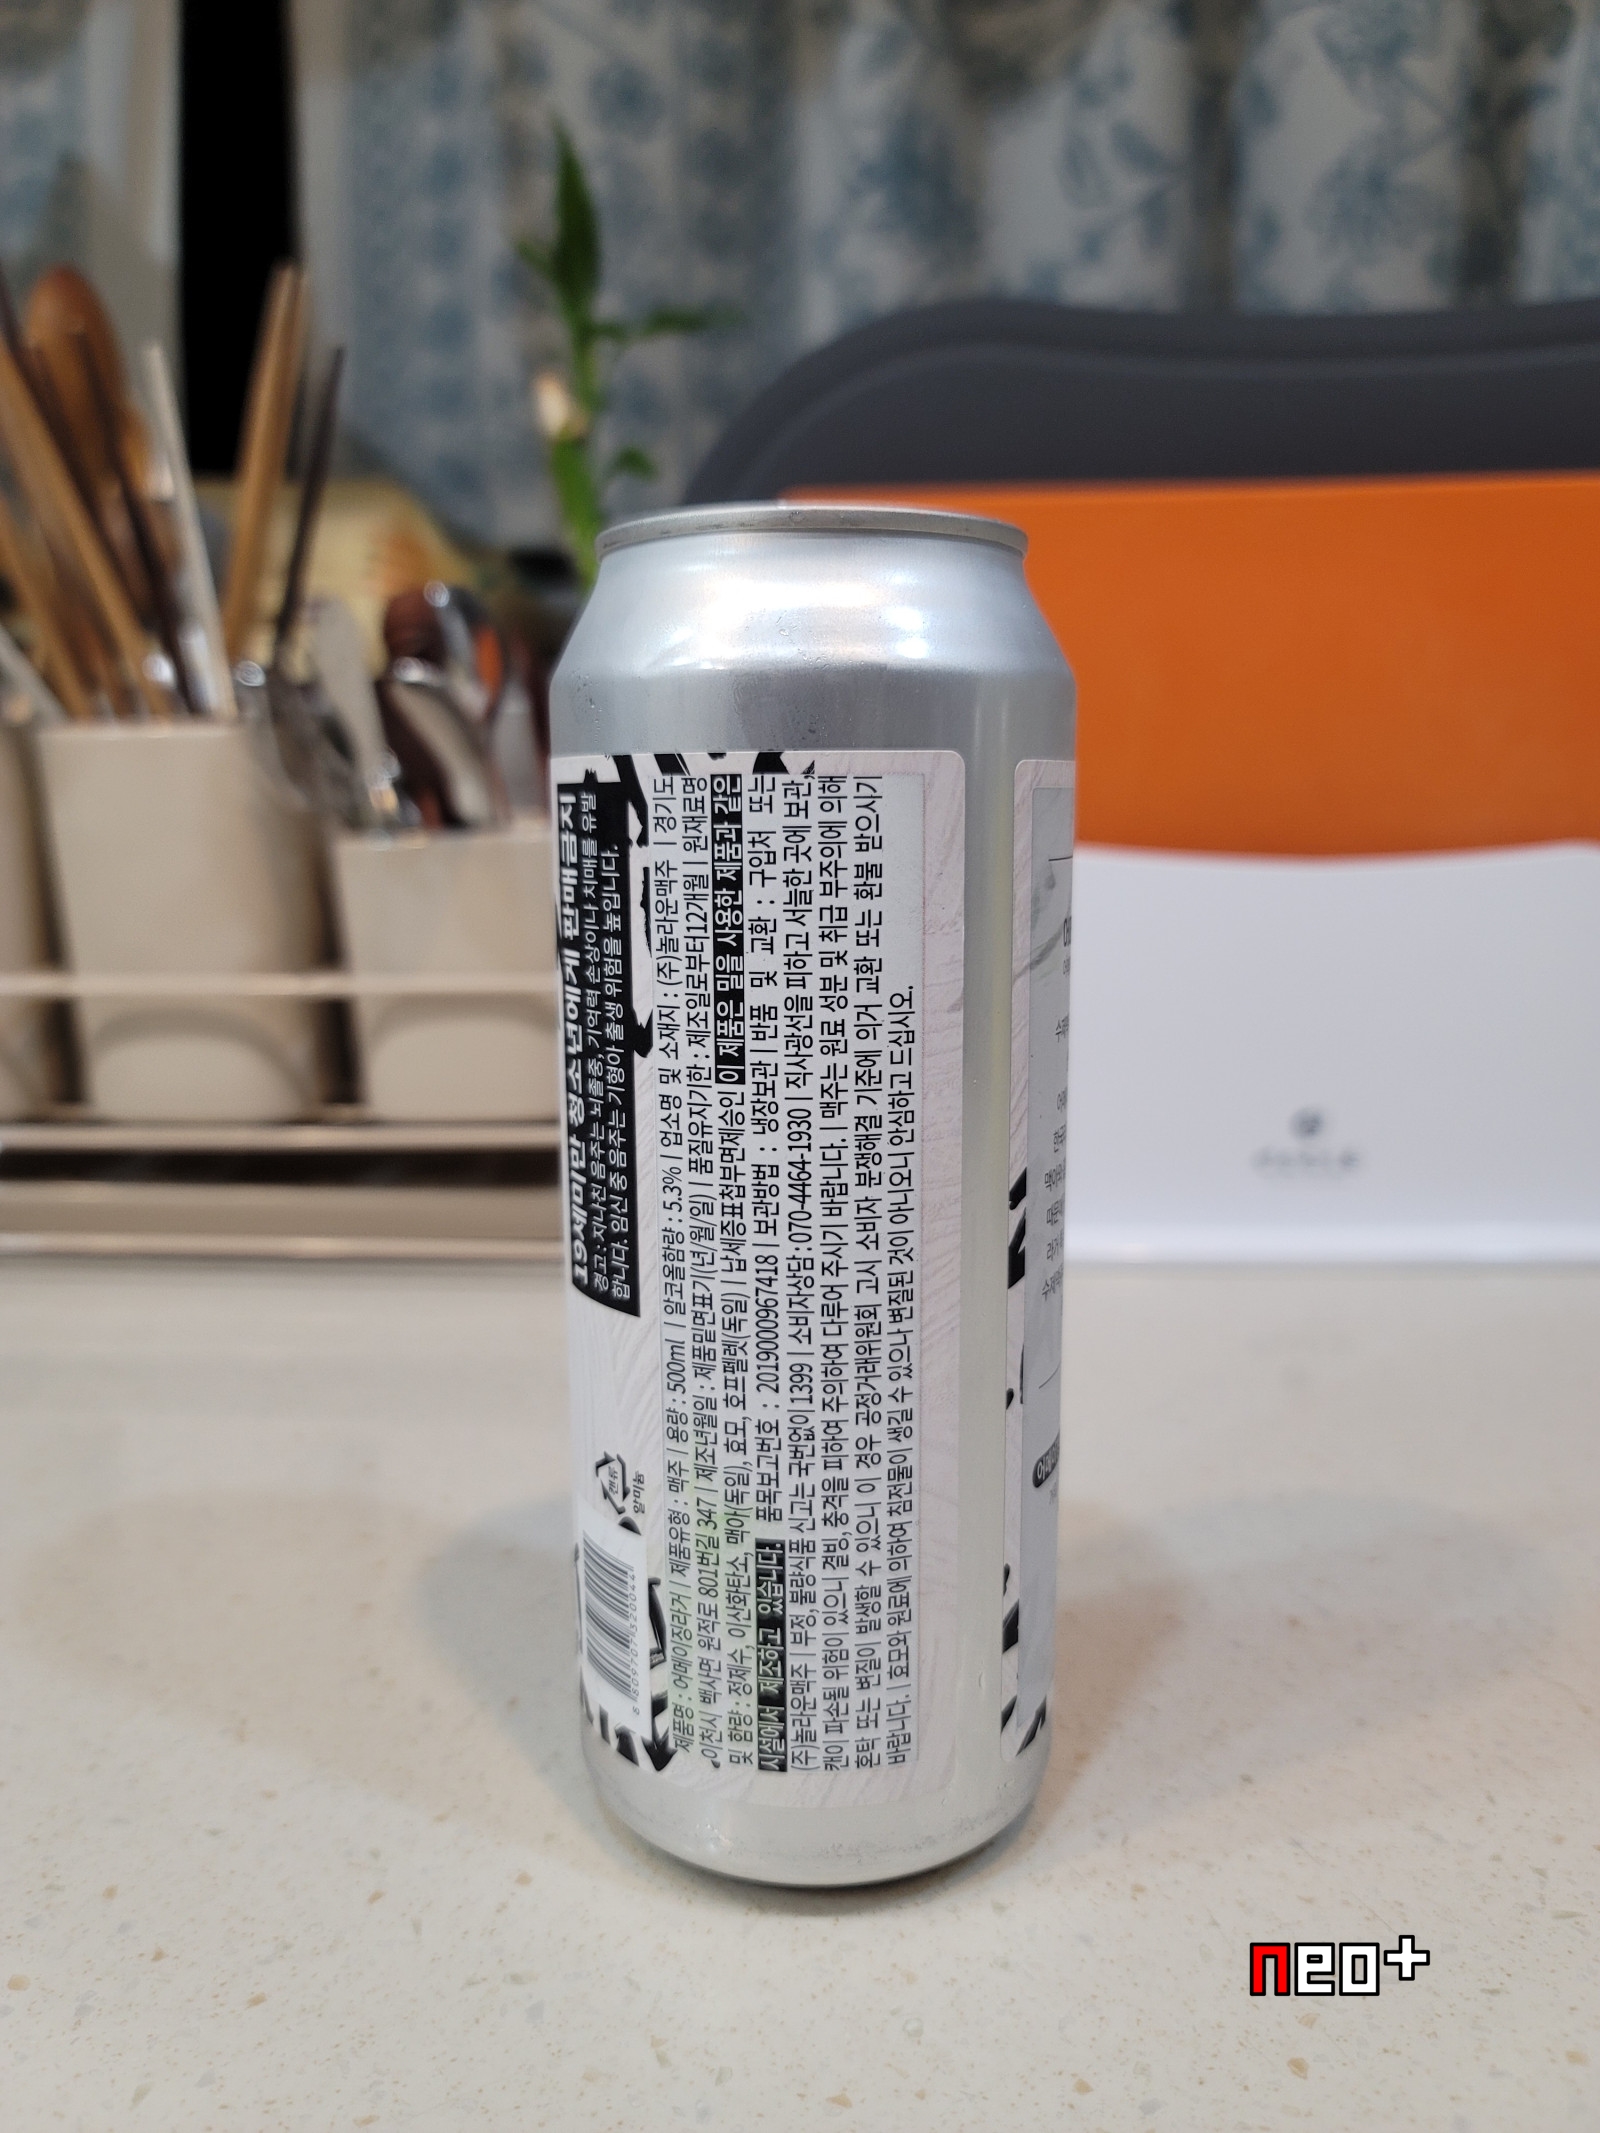 19세미만 청소년에게 판매금지
경고 : 지나친 음주는 뇌졸중, 기억력 손상이나 치매를 유발
합니다. 임신 중 음주는 기형아 출생 위험을 높입니다.
캔류
알미늄
8809707320044
제품명 : 어메이징라거 | 제품유형 : 맥주 | 용량 : 500ml | 알코올함량 : 5.3% | 업소명 및 소재지 : (주)놀라운맥주 | 경기도
이천시 백사면 원적로 801번길 347 | 제조년월일 : 제품밑면표기(년/월/일) | 품질유지기한 : 제조일로부터12개월 | 원재료명
및 함량 : 정제수, 이산화탄소, 맥아(독일), 효모, 호프펠렛(독일) | 납세증표첩부면제승인 이 제품은 밀을 사용한 제품과 같은
시설에서 제조하고 있습니다. 품목보고번호 : 201900967418 | 보관방법 : 냉장보관 | 반품 및 교환 : 구입처 또는
(주)놀라운맥주 | 부정,불량식품 신고는 국번없이 1399 | 소비자상담: 070-4464-1930 | 직사광선을 피하고 서늘한 곳에 보관,
캔이 파손될 위험이 있으니 결빙, 충격을 피하여 주의하여 다루어 주시기 바랍니다. | 맥주는 원료 성분 및 취급 부주의에 의해
혼탁 또는 변질이 발생할 수 있으니 이 경우 공정거래위원회 고시 소비자 분쟁해결 기준에 의거 교환 또는 환불 받으시기
바랍니다. | 효모와 원료에 의하여 침전물이 생길 수 있으나 변질된 것이 아니오니 안심하고 드십시오.
neo+